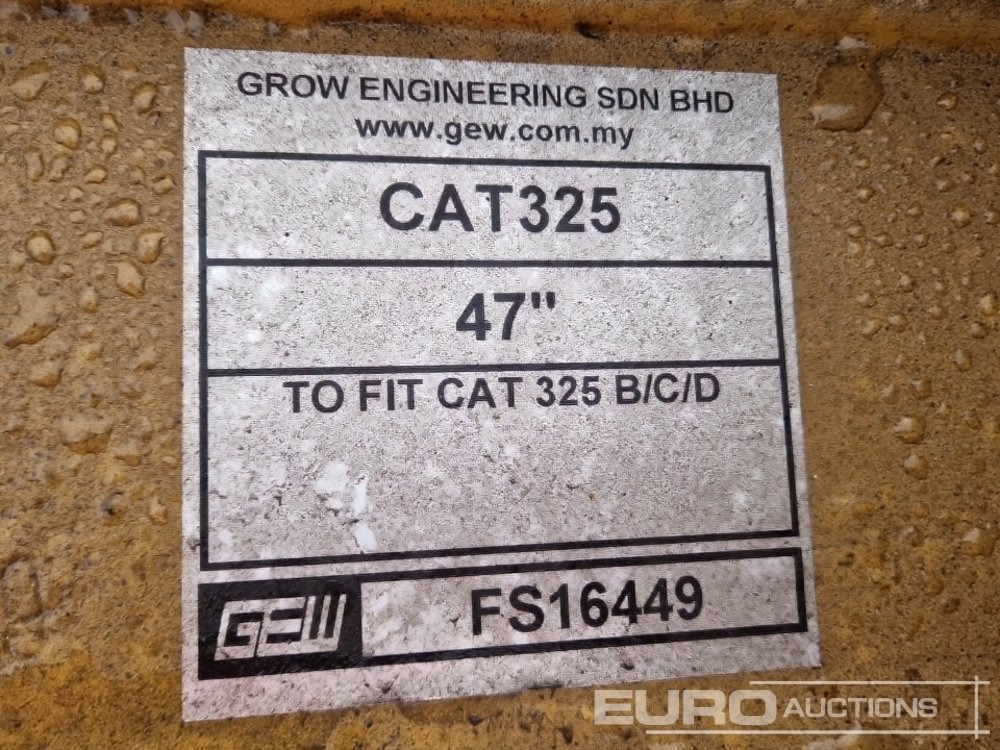 GROW ENGINEERING SDN BHD
www.gew.com.my
CAT325
47"
TO FIT CAT 325 B/C/D
GEW FS16449
EURO AUCTIONS